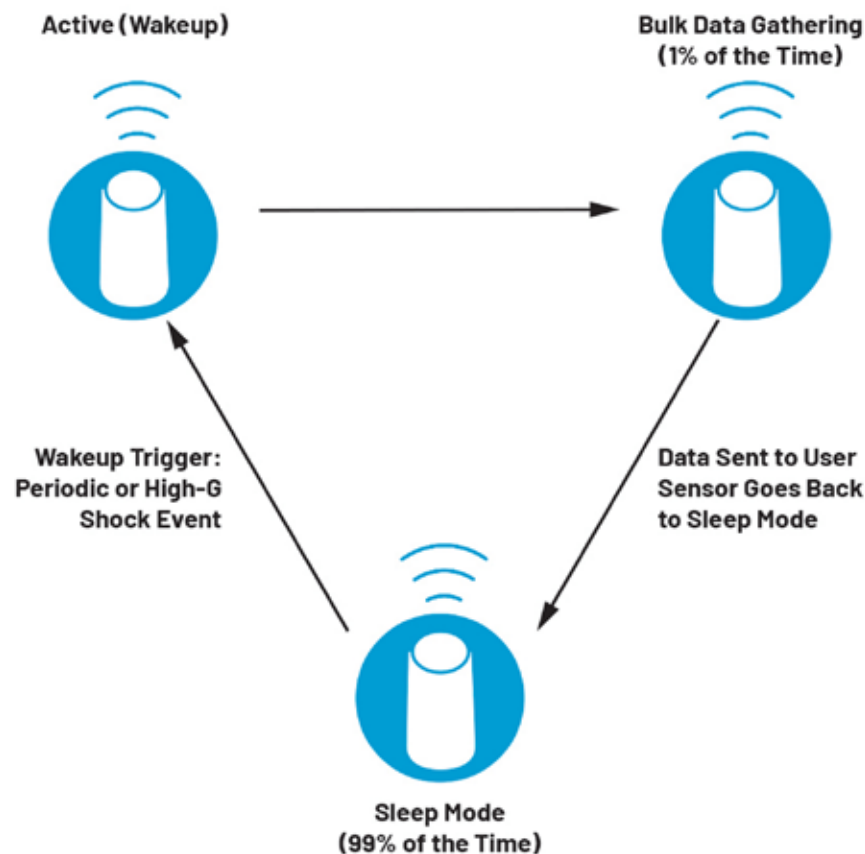 Active (Wakeup)
Bulk Data Gathering
(1% of the Time)
Wakeup Trigger:
Periodic or High-G
Shock Event
Data Sent to User
Sensor Goes Back
to Sleep Mode
Sleep Mode
(99% of the Time)